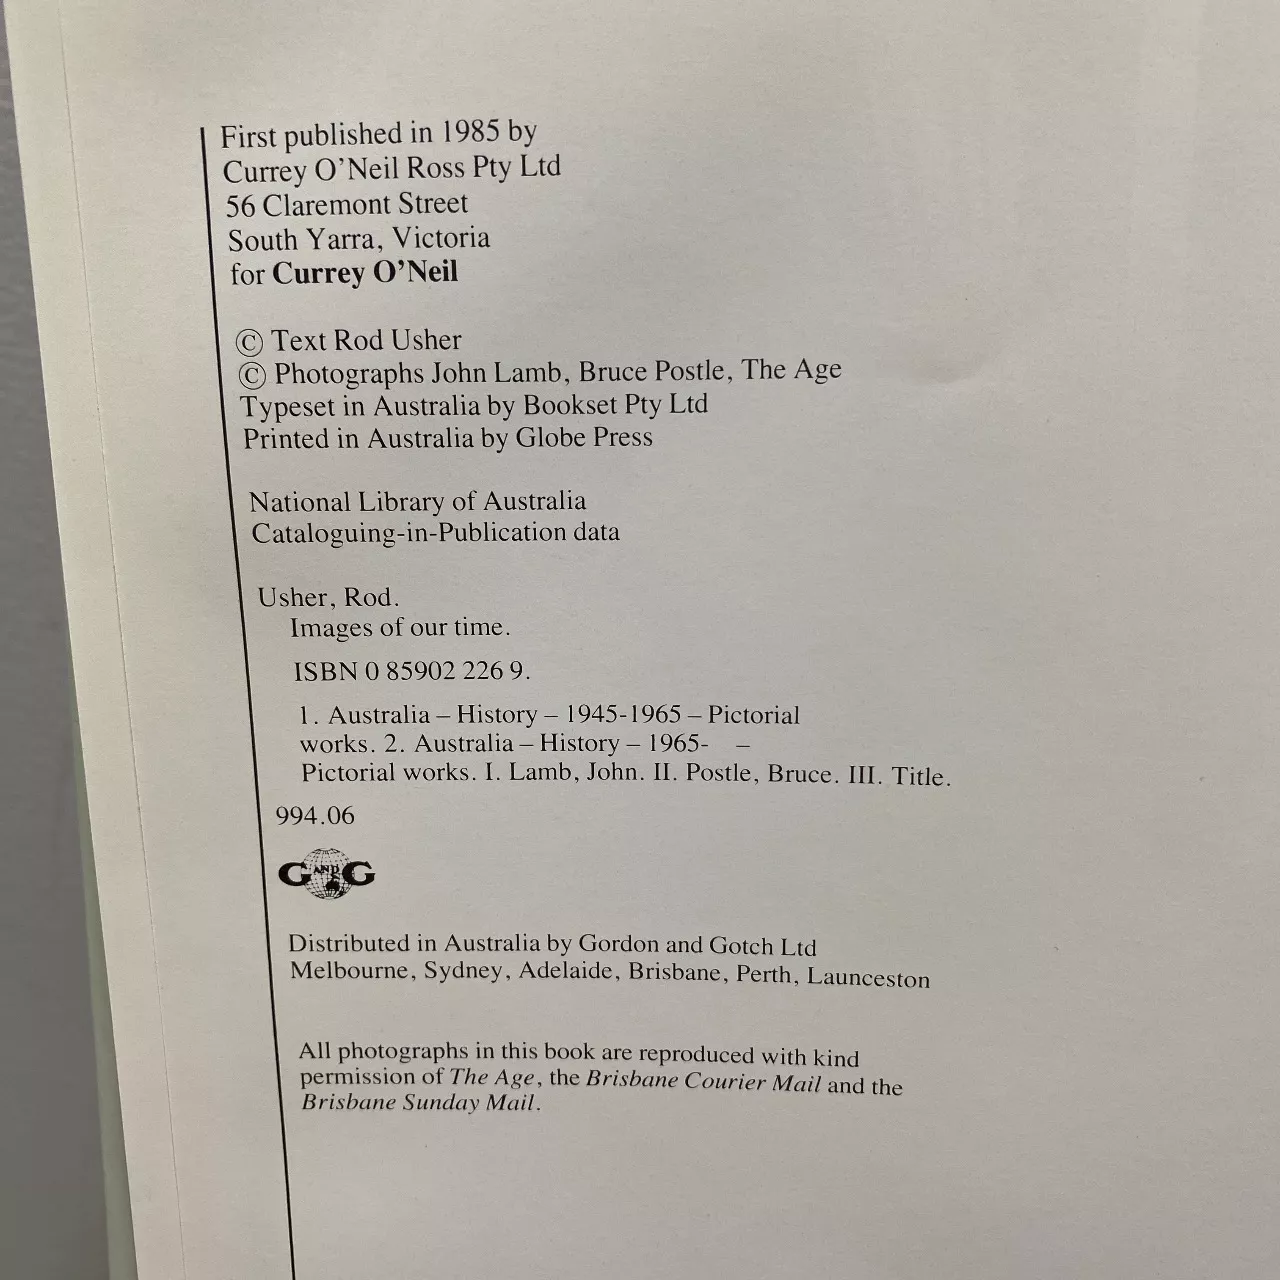 First published in 1985 by
Currey O'Neil Ross Pty Ltd
56 Claremont Street
South Yarra, Victoria
for Currey O'Neil
© Text Rod Usher
© Photographs John Lamb, Bruce Postle, The Age
Typeset in Australia by Bookset Pty Ltd
Printed in Australia by Globe Press
National Library of Australia
Cataloguing-in-Publication data
Usher, Rod.
Images of our time.
ISBN 0 85902 226 9.
1. Australia – History – 1945-1965 – Pictorial
works. 2. Australia – History – 1965- –
Pictorial works. I. Lamb, John. II. Postle, Bruce. III. Title.
994.06
G AND G
Distributed in Australia by Gordon and Gotch Ltd
Melbourne, Sydney, Adelaide, Brisbane, Perth, Launceston
All photographs in this book are reproduced with kind
permission of The Age, the Brisbane Courier Mail and the
Brisbane Sunday Mail.